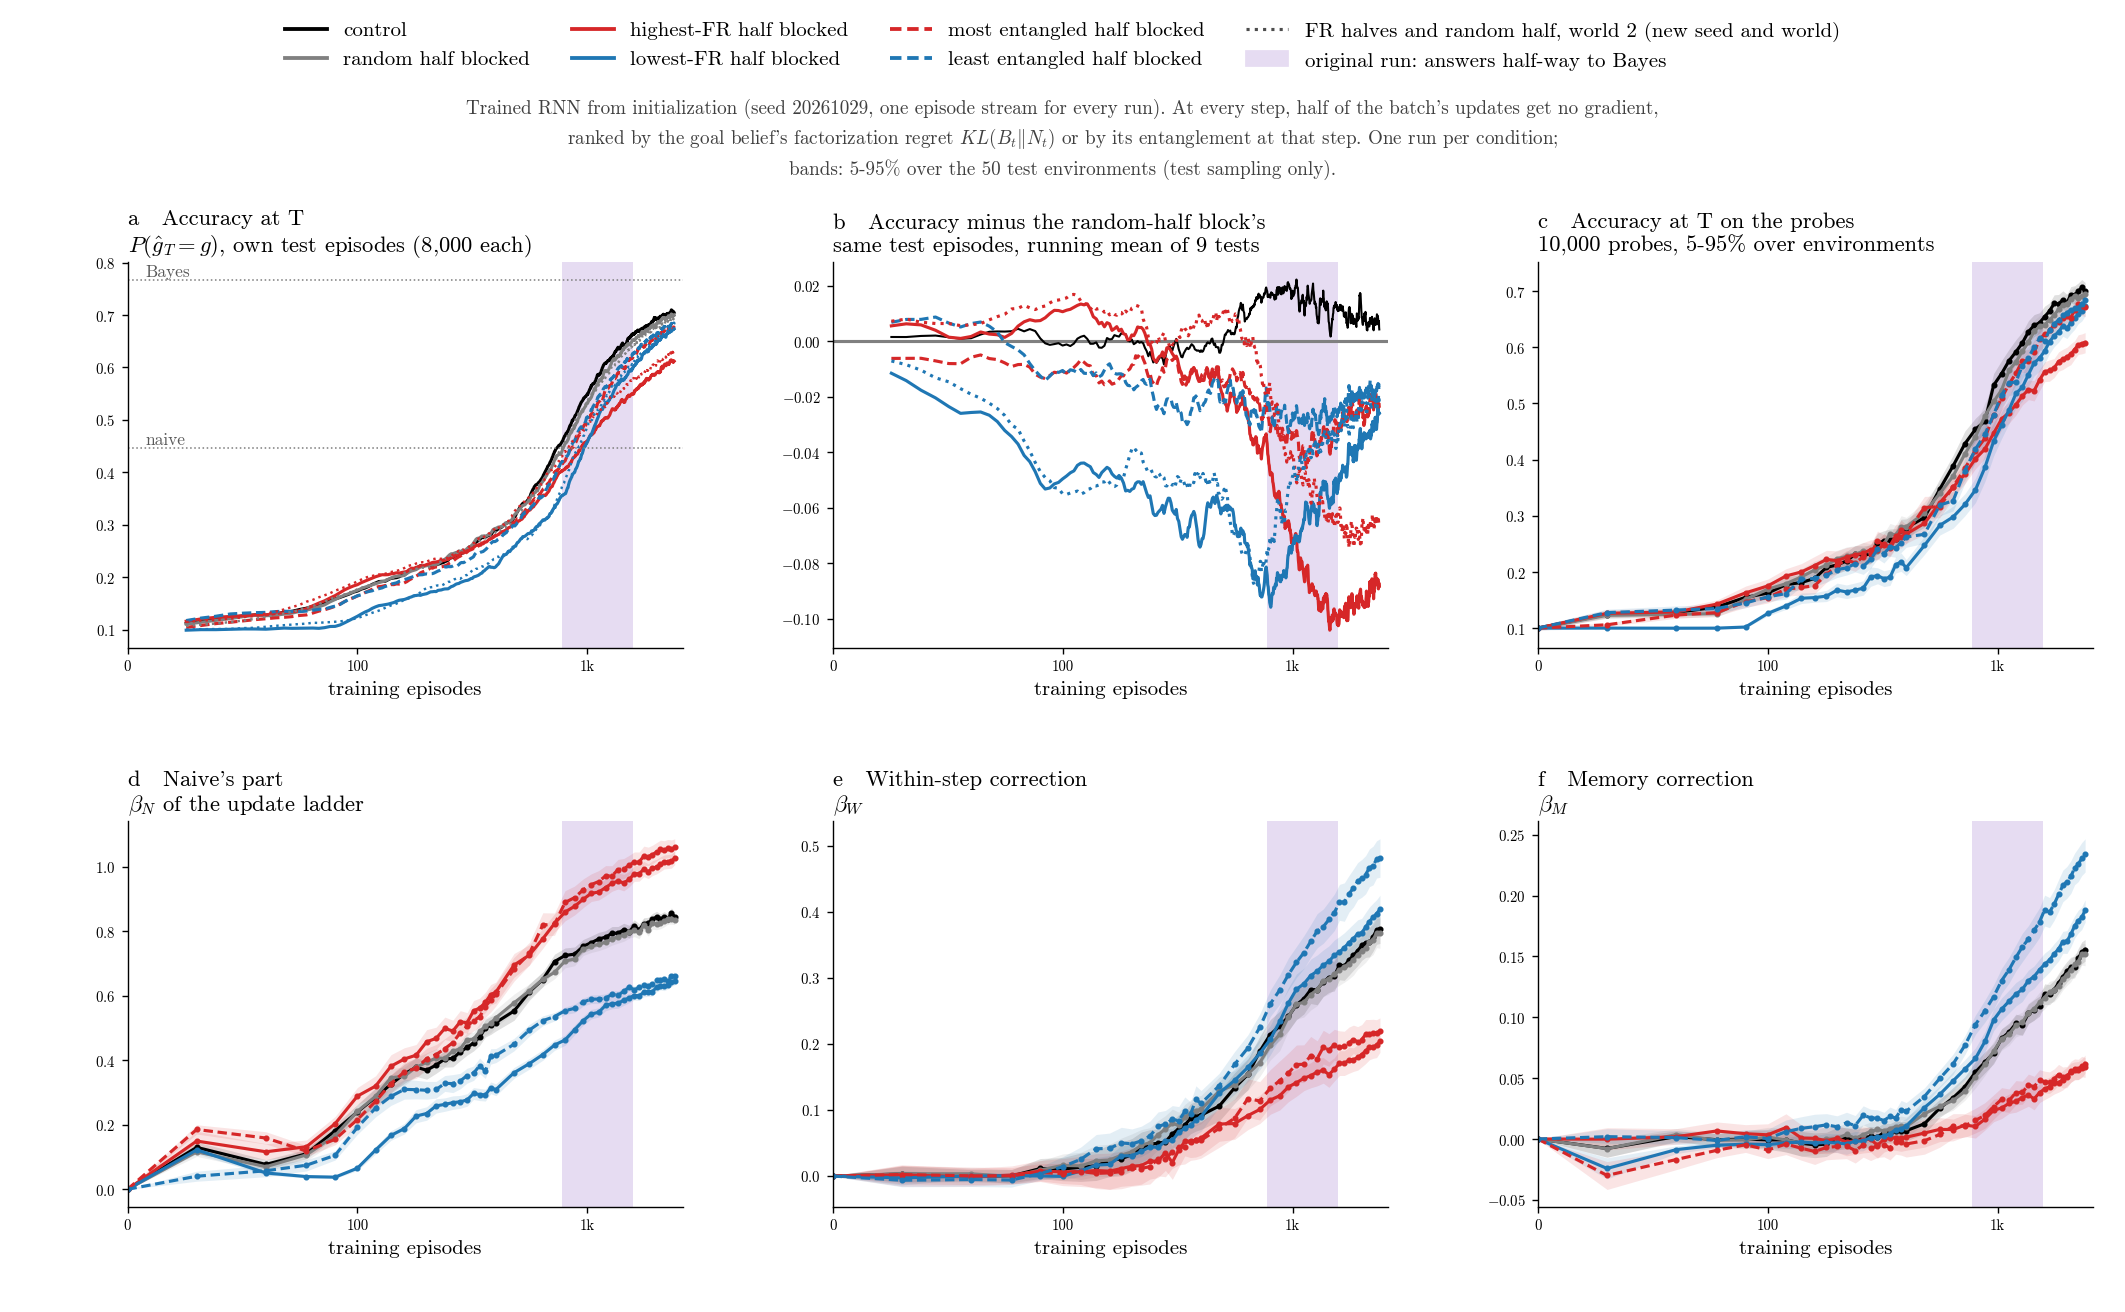 control
random half blocked
highest-FR half blocked
lowest-FR half blocked
most entangled half blocked
least entangled half blocked
FR halves and random half, world 2 (new seed and world)
original run: answers half-way to Bayes
Trained RNN from initialization (seed 20261029, one episode stream for every run). At every step, half of the batch's updates get no gradient,
ranked by the goal belief's factorization regret KL(B_t∥N_t) or by its entanglement at that step. One run per condition;
bands: 5-95% over the 50 test environments (test sampling only).
a Accuracy at T
P(ĝ_T = g), own test episodes (8,000 each)
Bayes
naive
0.8
0.7
0.6
0.5
0.4
0.3
0.2
0.1
0 100 1k
training episodes
b Accuracy minus the random-half block's
same test episodes, running mean of 9 tests
0.02
0.00
−0.02
−0.04
−0.06
−0.08
−0.10
0 100 1k
training episodes
c Accuracy at T on the probes
10,000 probes, 5-95% over environments
0.7
0.6
0.5
0.4
0.3
0.2
0.1
0 100 1k
training episodes
d Naive's part
β_N of the update ladder
1.0
0.8
0.6
0.4
0.2
0.0
0 100 1k
training episodes
e Within-step correction
β_W
0.5
0.4
0.3
0.2
0.1
0.0
0 100 1k
training episodes
f Memory correction
β_M
0.25
0.20
0.15
0.10
0.05
0.00
−0.05
0 100 1k
training episodes